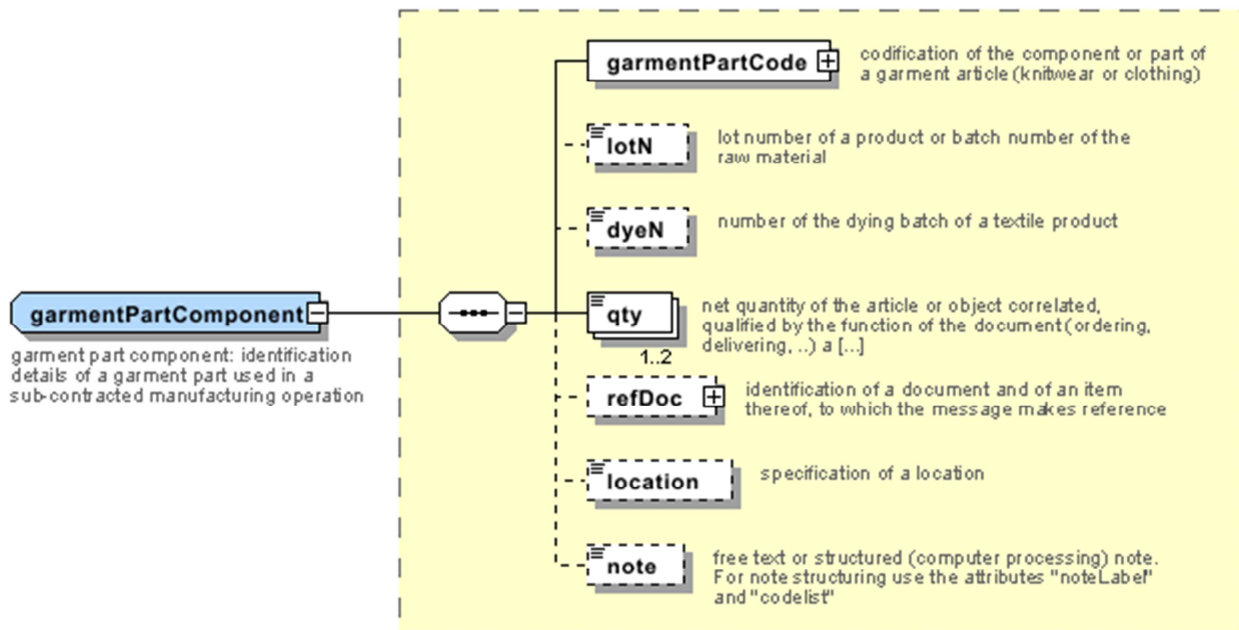 garmentPartCode
codification of the component or part of
a garment article (knitwear or clothing)
lotN
lot number of a product or batch number of the
raw material
dyeN
number of the dying batch of a textile product
garmentPartComponent
garment part component: identification
details of a garment part used in a
sub-contracted manufacturing operation
qty
1..2
net quantity of the article or object correlated,
qualified by the function of the document (ordering,
delivering, ..) a [...]
refDoc
identification of a document and of an item
thereof, to which the message makes reference
location
specification of a location
note
free text or structured (computer processing) note.
For note structuring use the attributes "noteLabel"
and "codelist"